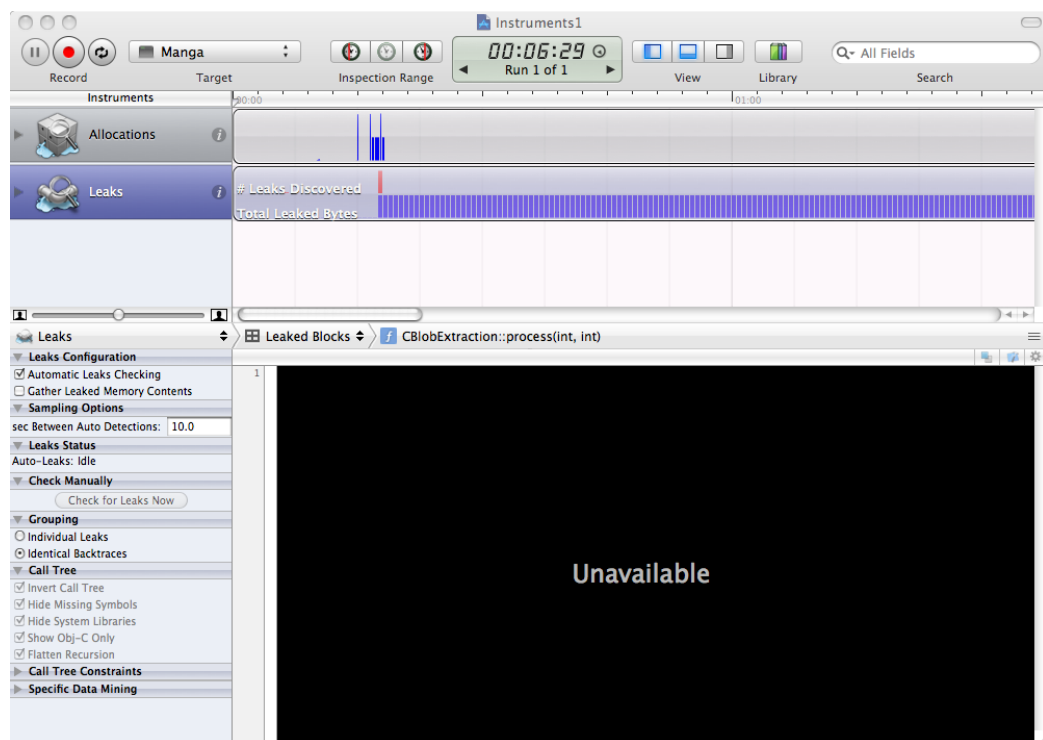 Instruments1
Manga
00:06:29
Run 1 of 1
All Fields
Record
Target
Inspection Range
View
Library
Search
Instruments
00:00
01:00
Allocations
Leaks
# Leaks Discovered
Total Leaked Bytes
Leaks
Leaked Blocks
CBlobExtraction::process(int, int)
Leaks Configuration
Automatic Leaks Checking
Gather Leaked Memory Contents
Sampling Options
sec Between Auto Detections: 10.0
Leaks Status
Auto-Leaks: Idle
Check Manually
Check for Leaks Now
Grouping
Individual Leaks
Identical Backtraces
Call Tree
Invert Call Tree
Hide Missing Symbols
Hide System Libraries
Show Obj-C Only
Flatten Recursion
Call Tree Constraints
Specific Data Mining
1
Unavailable